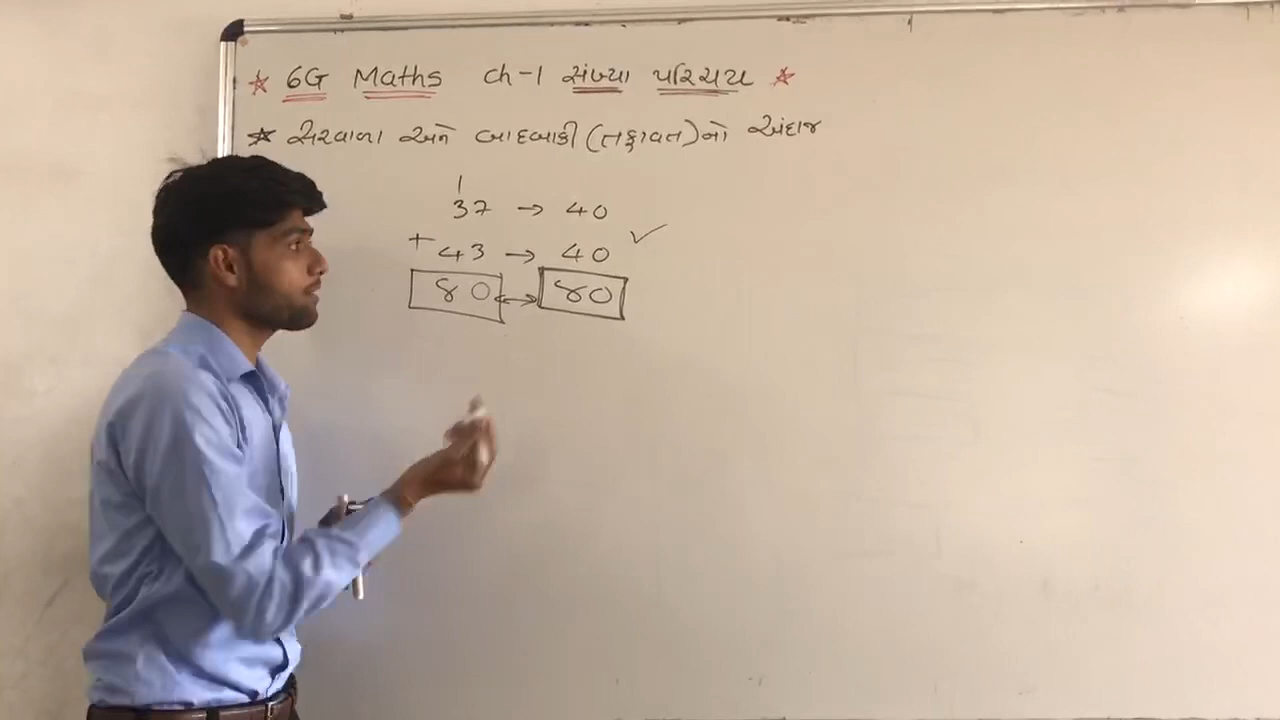 ☆ 6G Maths ch-1 સંખ્યા પરિચય ☆
☆ સરવાળા અને બાદબાકી (તફાવત) નો અંદાજ
1
37 → 40
+ 43 → 40 ✓
80 ↔ 80